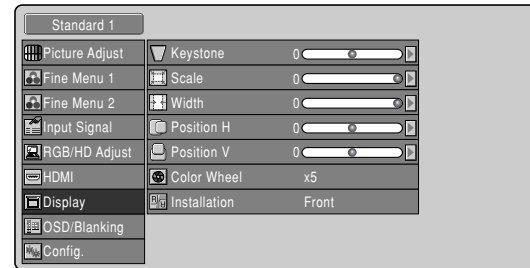 Standard 1
Picture Adjust
Fine Menu 1
Fine Menu 2
Input Signal
RGB/HD Adjust
HDMI
Display
OSD/Blanking
Config.
Keystone 0
Scale 0
Width 0
Position H 0
Position V 0
Color Wheel x5
Installation Front